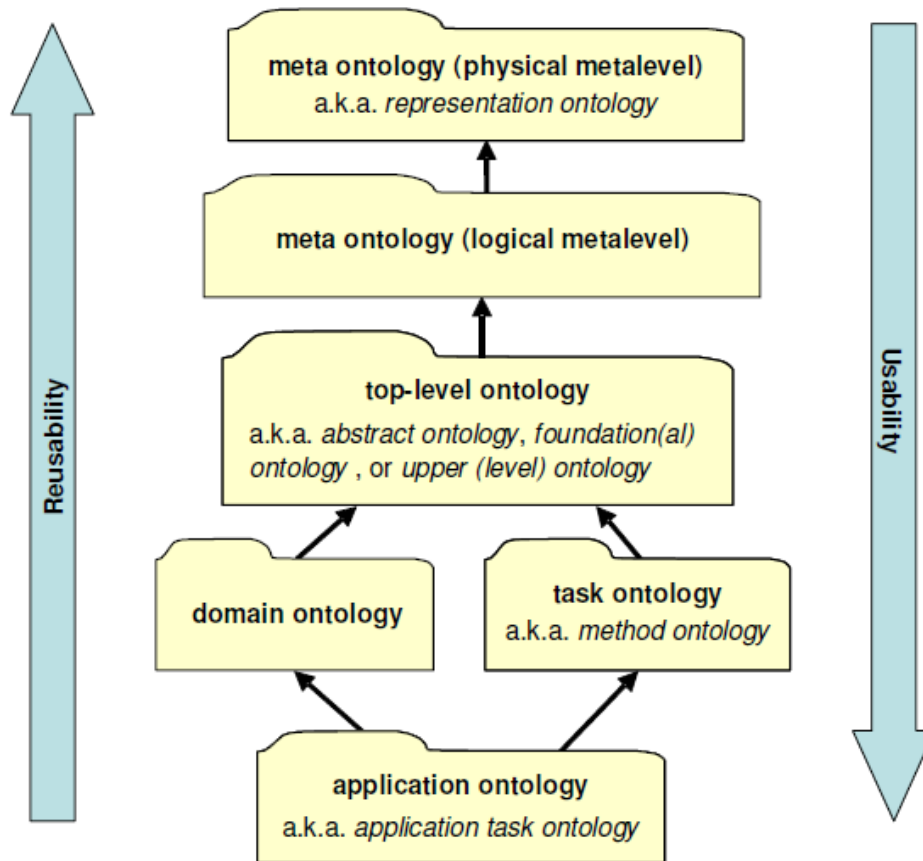 meta ontology (physical metalevel)
a.k.a. representation ontology
meta ontology (logical metalevel)
top-level ontology
a.k.a. abstract ontology, foundation(al)
ontology , or upper (level) ontology
domain ontology
task ontology
a.k.a. method ontology
application ontology
a.k.a. application task ontology
Reusability
Usability